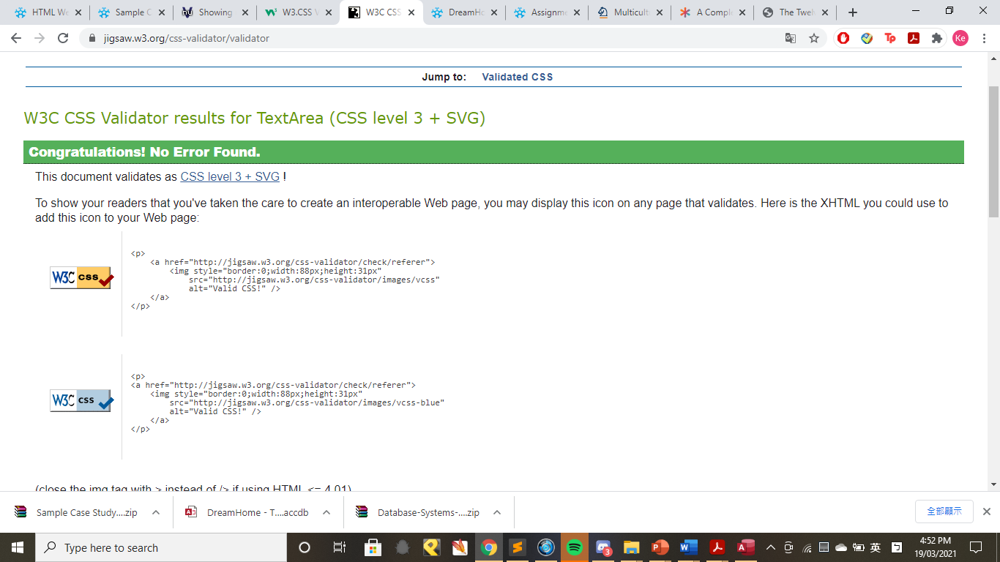 HTML We
Sample C
Showing
W3.CSS V
W3C CSS
DreamHo
Assignme
Multicult
A Comple
The Twel
jigsaw.w3.org/css-validator/validator
Ke
Jump to: Validated CSS
W3C CSS Validator results for TextArea (CSS level 3 + SVG)
Congratulations! No Error Found.
This document validates as CSS level 3 + SVG !
To show your readers that you've taken the care to create an interoperable Web page, you may display this icon on any page that validates. Here is the XHTML you could use to
add this icon to your Web page:
W3C css
<p>
<a href="http://jigsaw.w3.org/css-validator/check/referer">
<img style="border:0;width:88px;height:31px"
src="http://jigsaw.w3.org/css-validator/images/vcss"
alt="Valid CSS!" />
</a>
</p>
W3C css
<p>
<a href="http://jigsaw.w3.org/css-validator/check/referer">
<img style="border:0;width:88px;height:31px"
src="http://jigsaw.w3.org/css-validator/images/vcss-blue"
alt="Valid CSS!" />
</a>
</p>
(close the img tag with > instead of /> if using HTML <= 4.01)
Sample Case Study....zip
DreamHome - T....accdb
Database-Systems-....zip
全部顯示
Type here to search
3
英
4:52 PM
19/03/2021